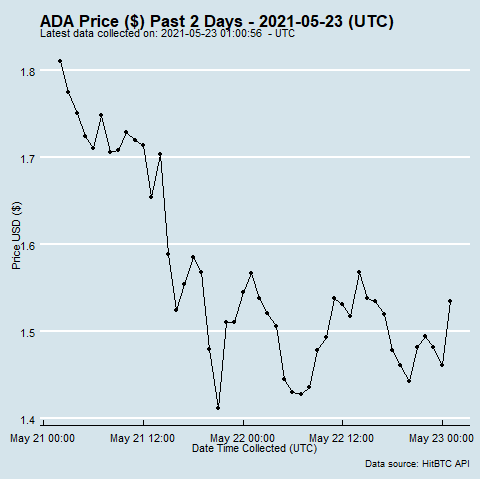 ADA Price ($) Past 2 Days - 2021-05-23 (UTC)
Latest data collected on: 2021-05-23 01:00:56 - UTC
1.8
1.7
1.6
1.5
1.4
Price USD ($)
May 21 00:00 May 21 12:00 May 22 00:00 May 22 12:00 May 23 00:00
Date Time Collected (UTC)
Data source: HitBTC API